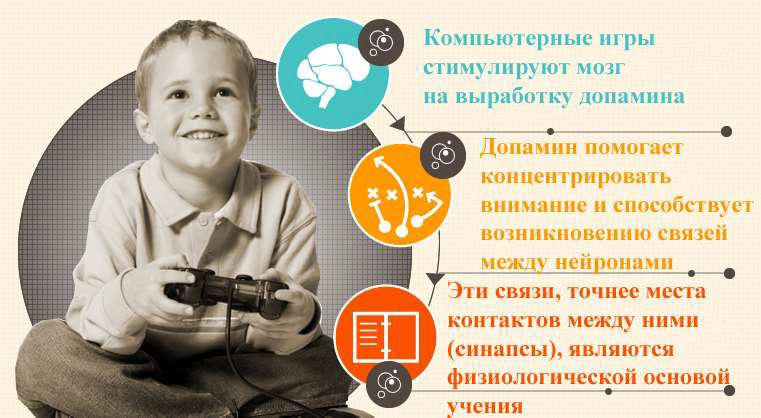 Компьютерные игры
стимулируют мозг
на выработку допамина
Допамин помогает
концентрировать
внимание и способствует
возникновению связей
между нейронами
Эти связи, точнее места
контактов между ними
(синапсы), являются
физиологической основой
учения